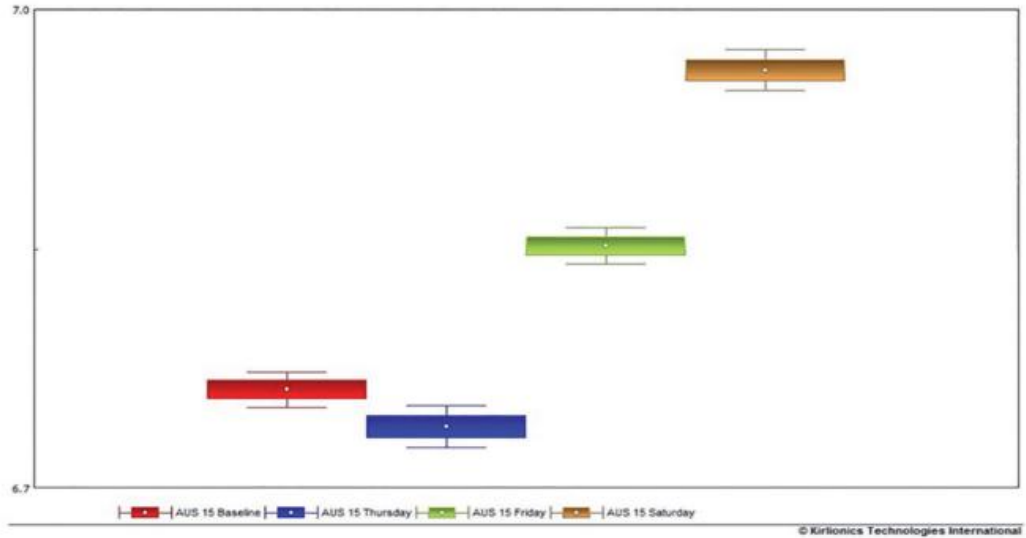 7.0
6.7
AUS 15 Baseline AUS 15 Thursday AUS 15 Friday AUS 15 Saturday
© Kirlionics Technologies International